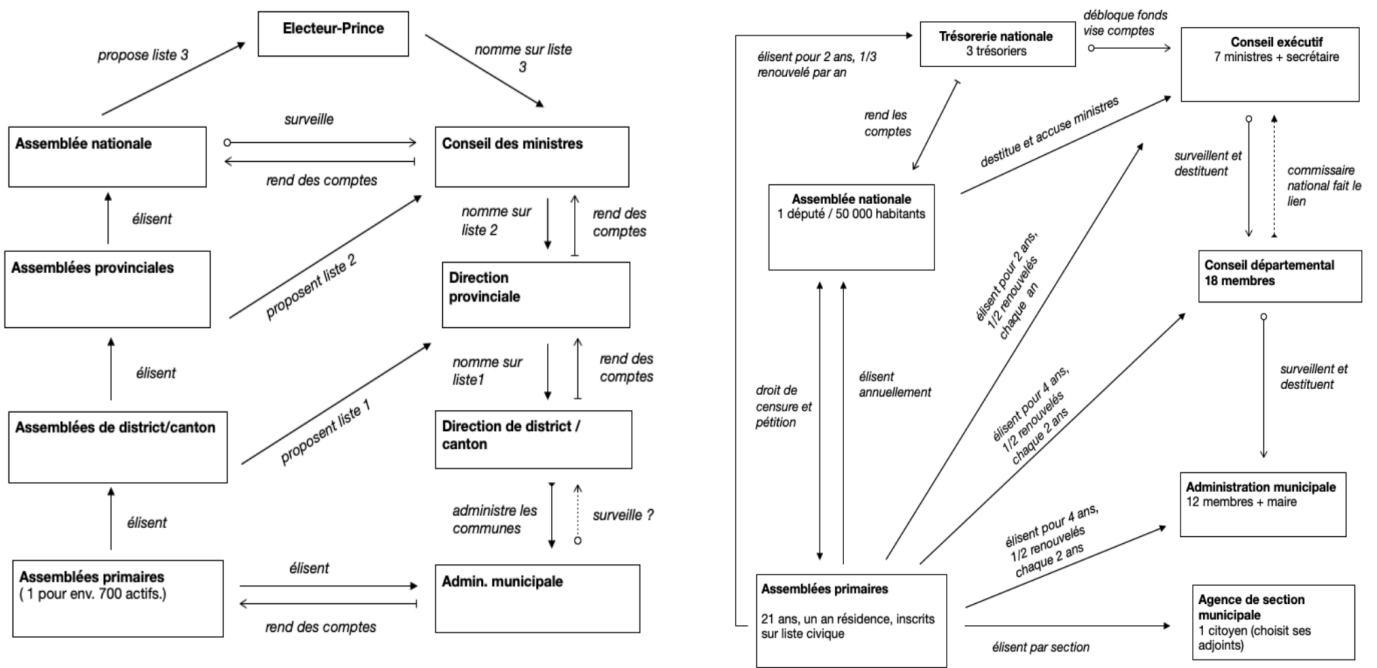 Electeur-Prince
propose liste 3
nomme sur liste
3
Assemblée nationale
surveille
rend des comptes
Conseil des ministres
élisent
proposent liste 2
nomme sur
liste 2
rend des
comptes
Assemblées provinciales
Direction
provinciale
élisent
proposent liste 1
nomme sur
liste1
rend des
comptes
Assemblées de district/canton
Direction de district /
canton
élisent
administre les
communes
surveille ?
Assemblées primaires
( 1 pour env. 700 actifs.)
élisent
rend des comptes
Admin. municipale
Trésorerie nationale
3 trésoriers
débloque fonds
vise comptes
Conseil exécutif
7 ministres + secrétaire
élisent pour 2 ans, 1/3
renouvelé par an
rend les
comptes
destitue et accuse ministres
surveillent et
destituent
commissaire
national fait le
lien
Assemblée nationale
1 député / 50 000 habitants
Conseil départemental
18 membres
élisent pour 2 ans,
1/2 renouvelés
chaque an
droit de
censure et
pétition
élisent
annuellement
élisent pour 4 ans,
1/2 renouvelés
chaque 2 ans
surveillent et
destituent
Administration municipale
12 membres + maire
élisent pour 4 ans,
1/2 renouvelés
chaque 2 ans
Assemblées primaires
21 ans, un an résidence, inscrits
sur liste civique
élisent par section
Agence de section
municipale
1 citoyen (choisit ses
adjoints)